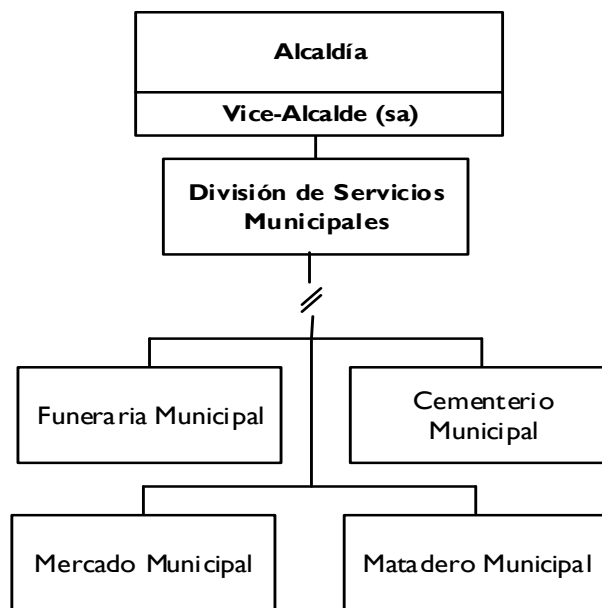 Alcaldía
Vice-Alcalde (sa)
División de Servicios
Municipales
Funeraria Municipal
Cementerio
Municipal
Mercado Municipal
Matadero Municipal